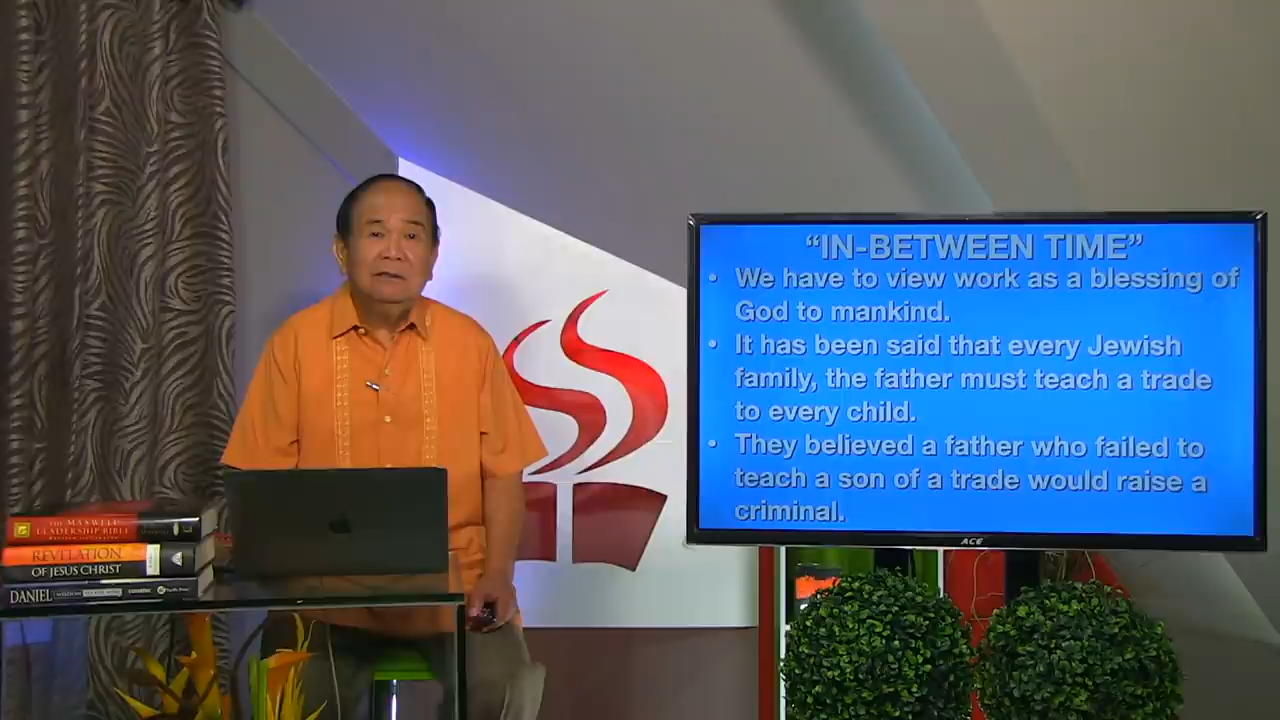 “IN-BETWEEN TIME”
• We have to view work as a blessing of
God to mankind.
• It has been said that every Jewish
family, the father must teach a trade
to every child.
• They believed a father who failed to
teach a son of a trade would raise a
criminal.
ACE
THE MAXWELL
LEADERSHIP BIBLE
REVELATION
OF JESUS CHRIST
DANIEL